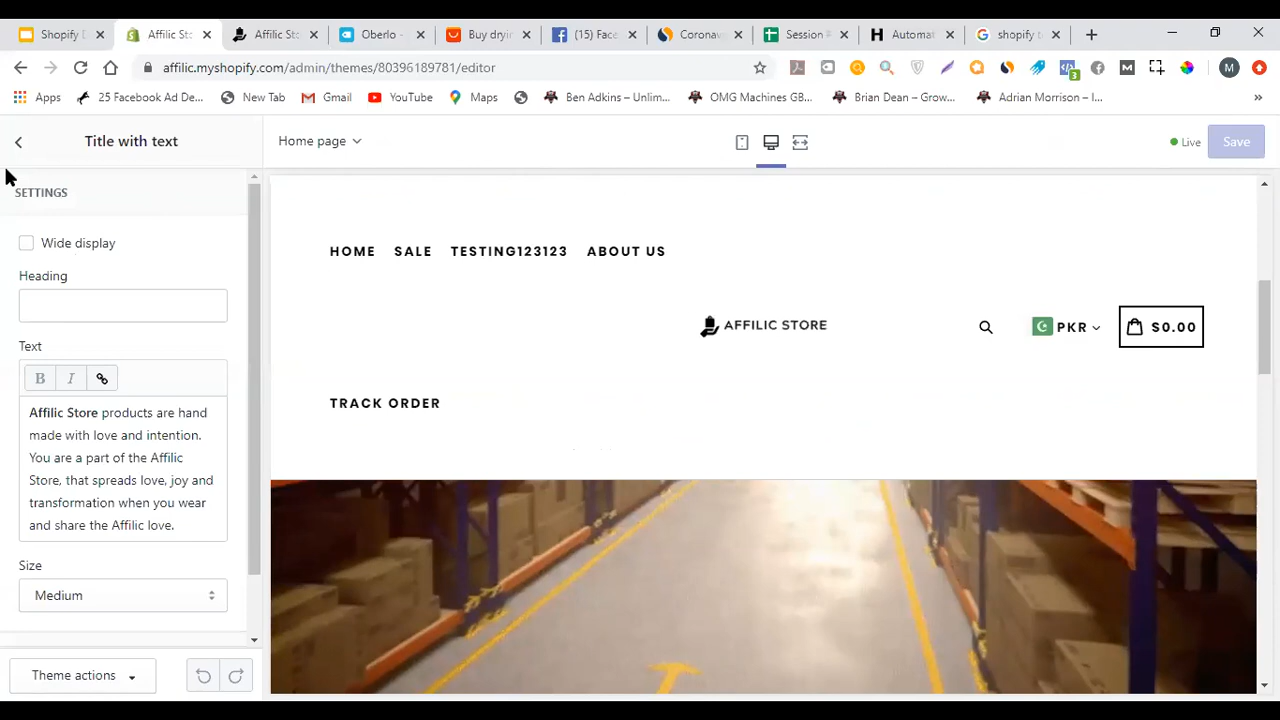 Shopify D
Affilic Sto
Affilic Sto
Oberlo -
Buy dryin
(15) Face
Coronav
Session #
Automat
shopify t
affilic.myshopify.com/admin/themes/80396189781/editor
3
M
Apps
25 Facebook Ad De...
New Tab
Gmail
YouTube
Maps
Ben Adkins – Unlim...
OMG Machines GB...
Brian Dean – Grow...
Adrian Morrison – I...
»
Title with text
Home page
Live
Save
SETTINGS
Wide display
Heading
Text
B I
Affilic Store products are hand
made with love and intention.
You are a part of the Affilic
Store, that spreads love, joy and
transformation when you wear
and share the Affilic love.
Size
Medium
Theme actions
HOME SALE TESTING123123 ABOUT US
AFFILIC STORE
PKR
$0.00
TRACK ORDER